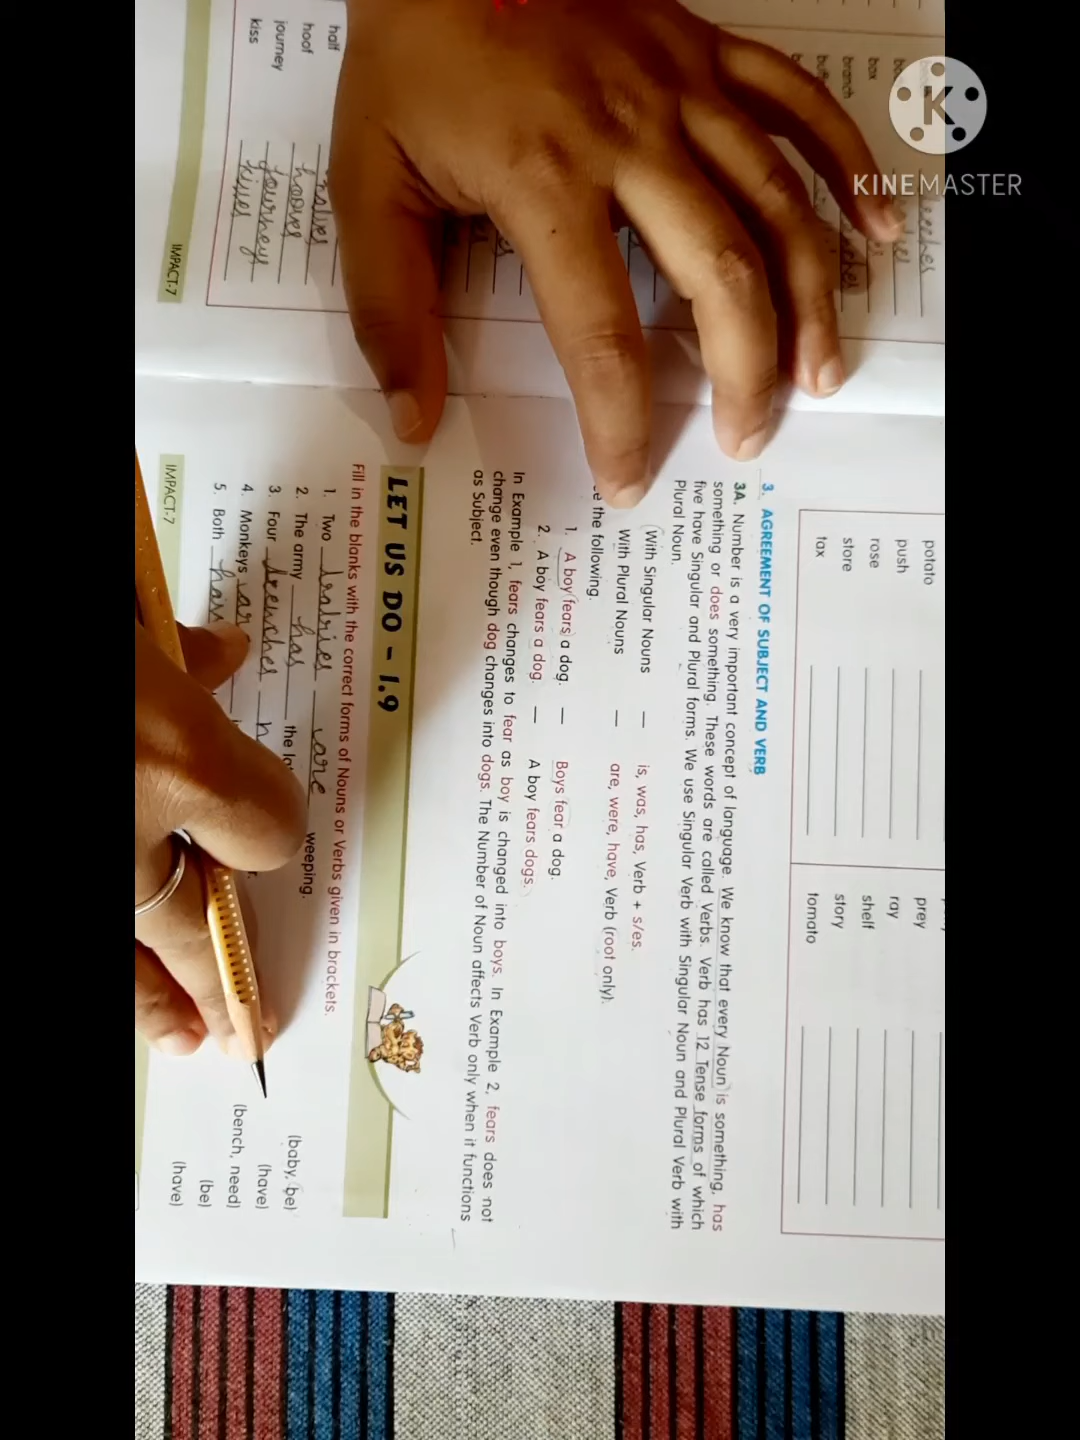 KINEMASTER
box
branch
half halves
hoof hooves
journey journeys
kiss kisses
IMPACT-7
potato
push
rose
store
tax
prey
ray
shelf
story
tomato
3. AGREEMENT OF SUBJECT AND VERB
3A. Number is a very important concept of language. We know that every Noun is something, has
something or does something. These words are called Verbs. Verb has 12 Tense forms of which
five have Singular and Plural forms. We use Singular Verb with Singular Noun and Plural Verb with
Plural Noun.
(With Singular Nouns — is, was, has, Verb + s/es.
With Plural Nouns — are, were, have, Verb (root only).
the following.
1. A boy fears a dog. — Boys fear a dog.
2. A boy fears a dog. — A boy fears dogs.
In Example 1, fears changes to fear as boy is changed into boys. In Example 2, fears does not
change even though dog changes into dogs. The Number of Noun affects Verb only when it functions
as Subject.
LET US DO – 1.9
Fill in the blanks with the correct forms of Nouns or Verbs given in brackets.
1. Two babies are weeping. (baby, be)
2. The army has the (have)
3. Four benches (bench, need)
4. Monkeys are (be)
5. Both (have)
IMPACT-7